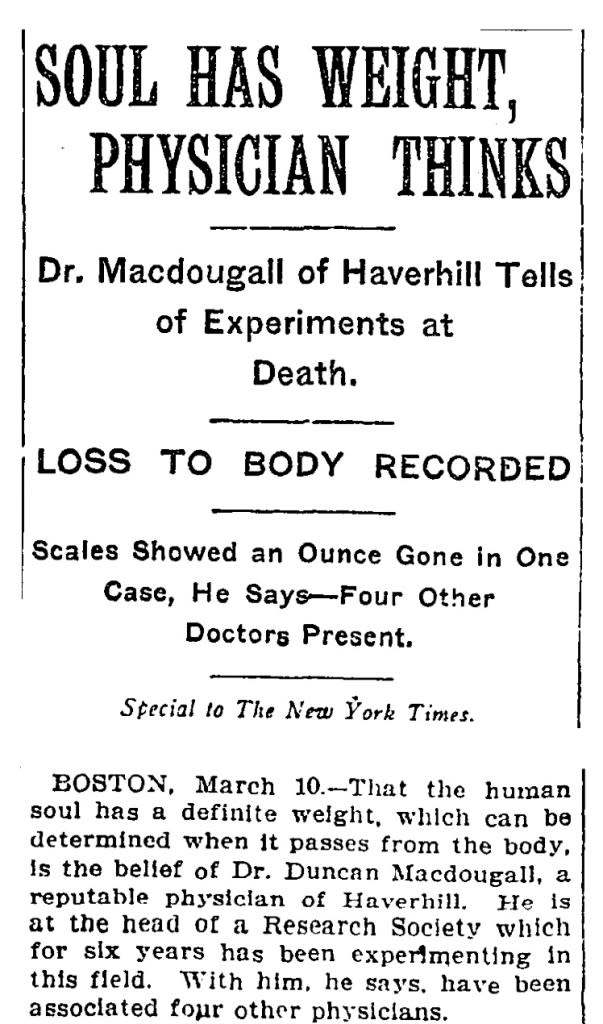 SOUL HAS WEIGHT,
PHYSICIAN THINKS
Dr. Macdougall of Haverhill Tells
of Experiments at
Death.
LOSS TO BODY RECORDED
Scales Showed an Ounce Gone in One
Case, He Says—Four Other
Doctors Present.
Special to The New York Times.
BOSTON, March 10.—That the human
soul has a definite weight, which can be
determined when it passes from the body,
is the belief of Dr. Duncan Macdougall, a
reputable physician of Haverhill. He is
at the head of a Research Society which
for six years has been experimenting in
this field. With him, he says, have been
associated four other physicians.